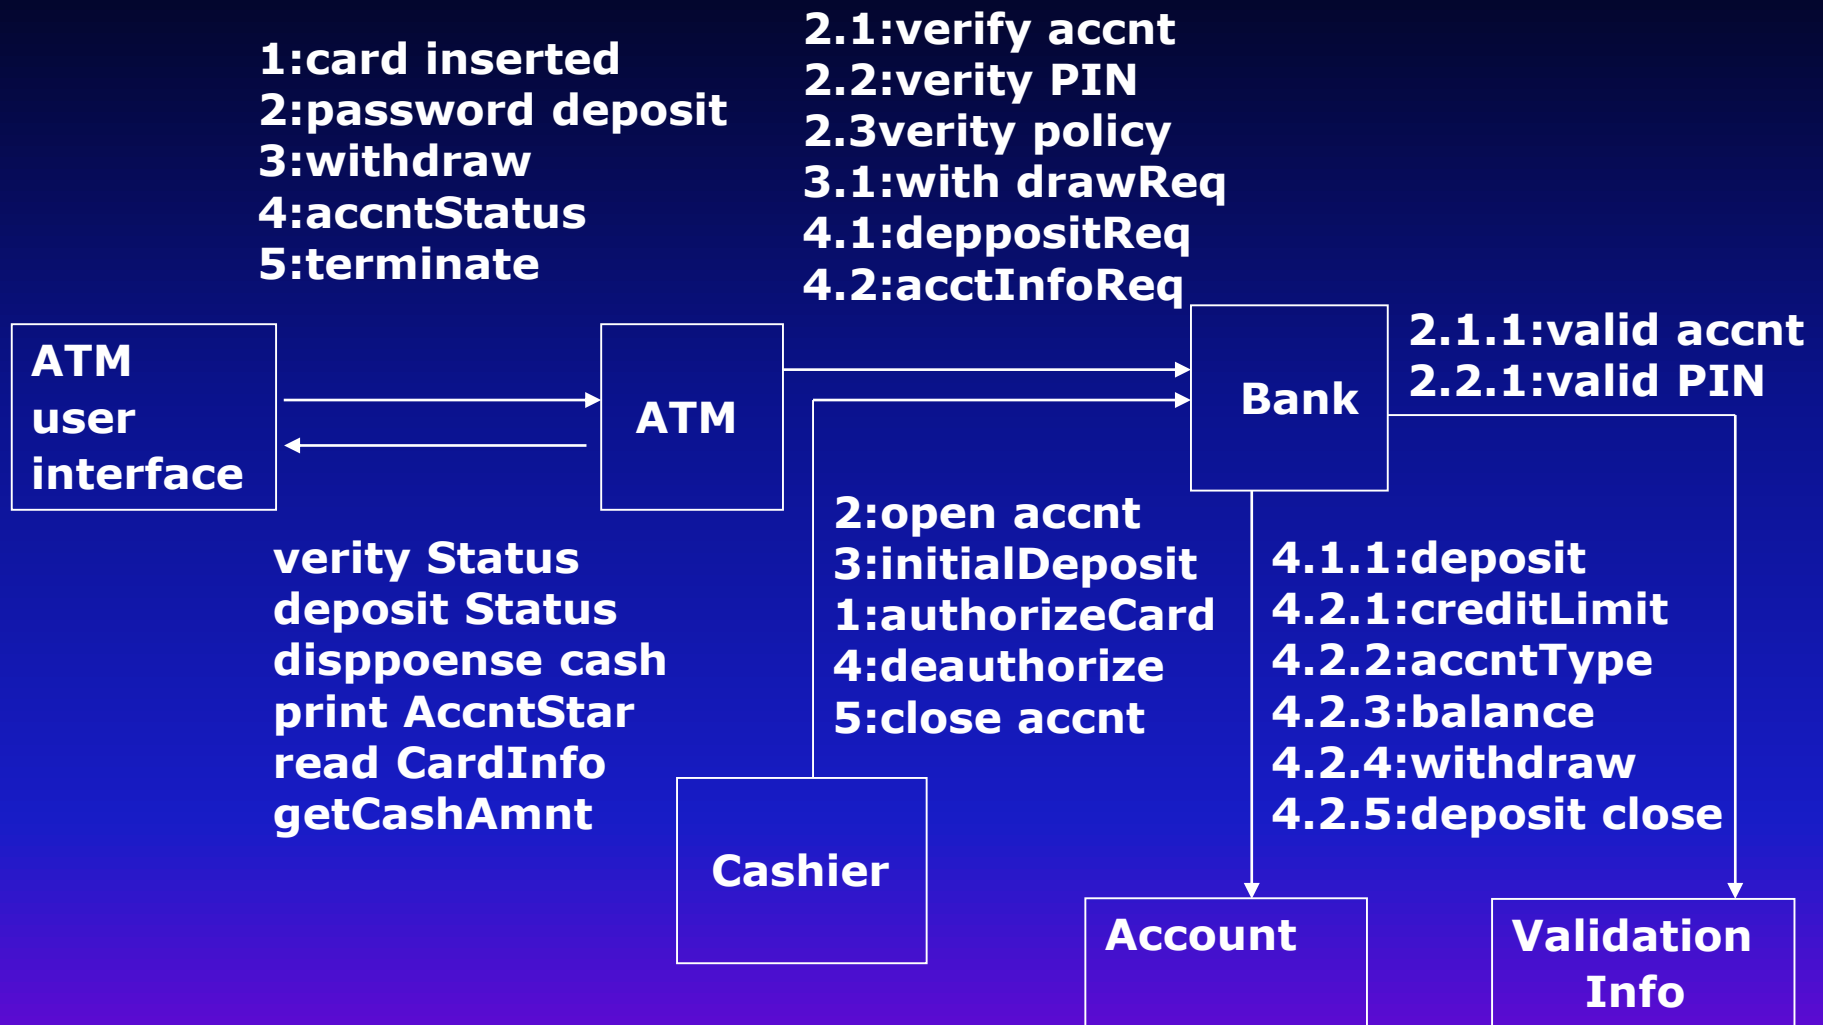 1:card inserted
2:password deposit
3:withdraw
4:accntStatus
5:terminate
2.1:verify accnt
2.2:verity PIN
2.3verity policy
3.1:with drawReq
4.1:deppositReq
4.2:acctInfoReq
ATM
user
interface
ATM
Bank
2.1.1:valid accnt
2.2.1:valid PIN
verity Status
deposit Status
disppoense cash
print AccntStar
read CardInfo
getCashAmnt
2:open accnt
3:initialDeposit
1:authorizeCard
4:deauthorize
5:close accnt
4.1.1:deposit
4.2.1:creditLimit
4.2.2:accntType
4.2.3:balance
4.2.4:withdraw
4.2.5:deposit close
Cashier
Account
Validation
Info